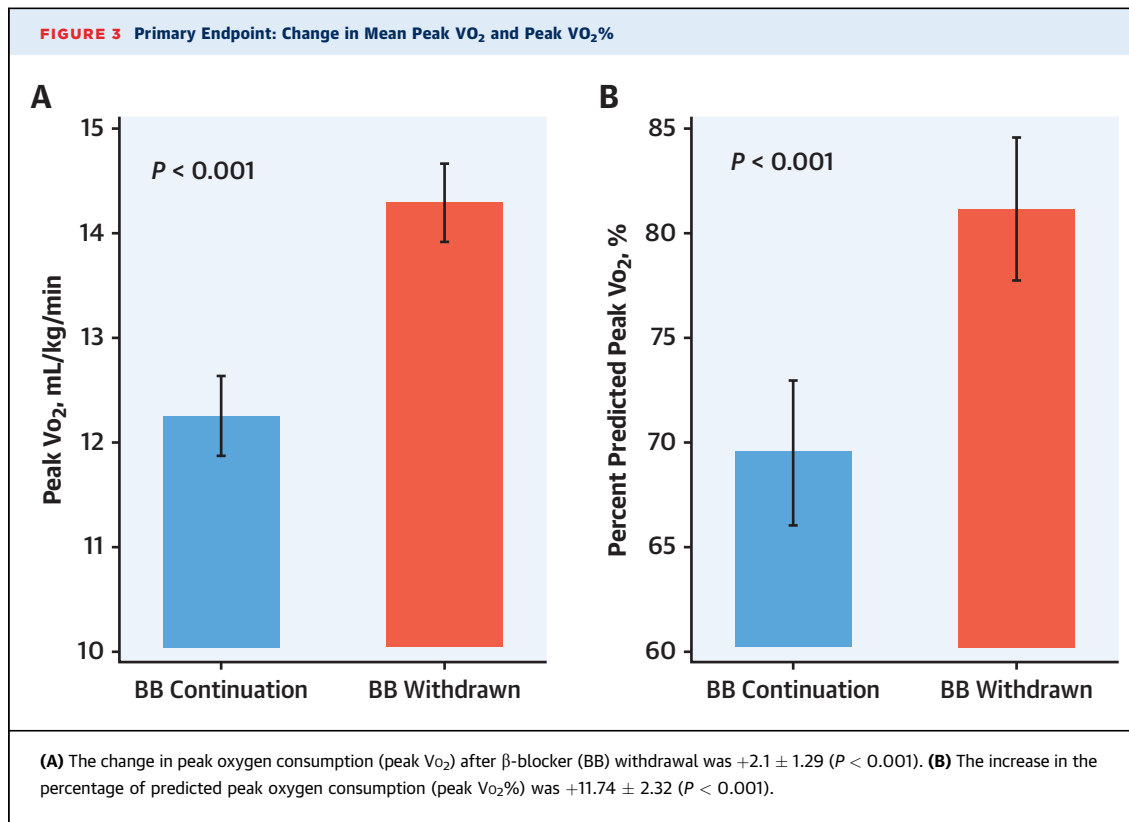 FIGURE 3 Primary Endpoint: Change in Mean Peak VO₂ and Peak VO₂%
A
Peak Vo₂, mL/kg/min
15
14
13
12
11
10
P < 0.001
BB Continuation
BB Withdrawn
B
Percent Predicted Peak Vo₂, %
85
80
75
70
65
60
P < 0.001
BB Continuation
BB Withdrawn
(A) The change in peak oxygen consumption (peak Vo₂) after β-blocker (BB) withdrawal was +2.1 ± 1.29 (P < 0.001). (B) The increase in the
percentage of predicted peak oxygen consumption (peak Vo₂%) was +11.74 ± 2.32 (P < 0.001).